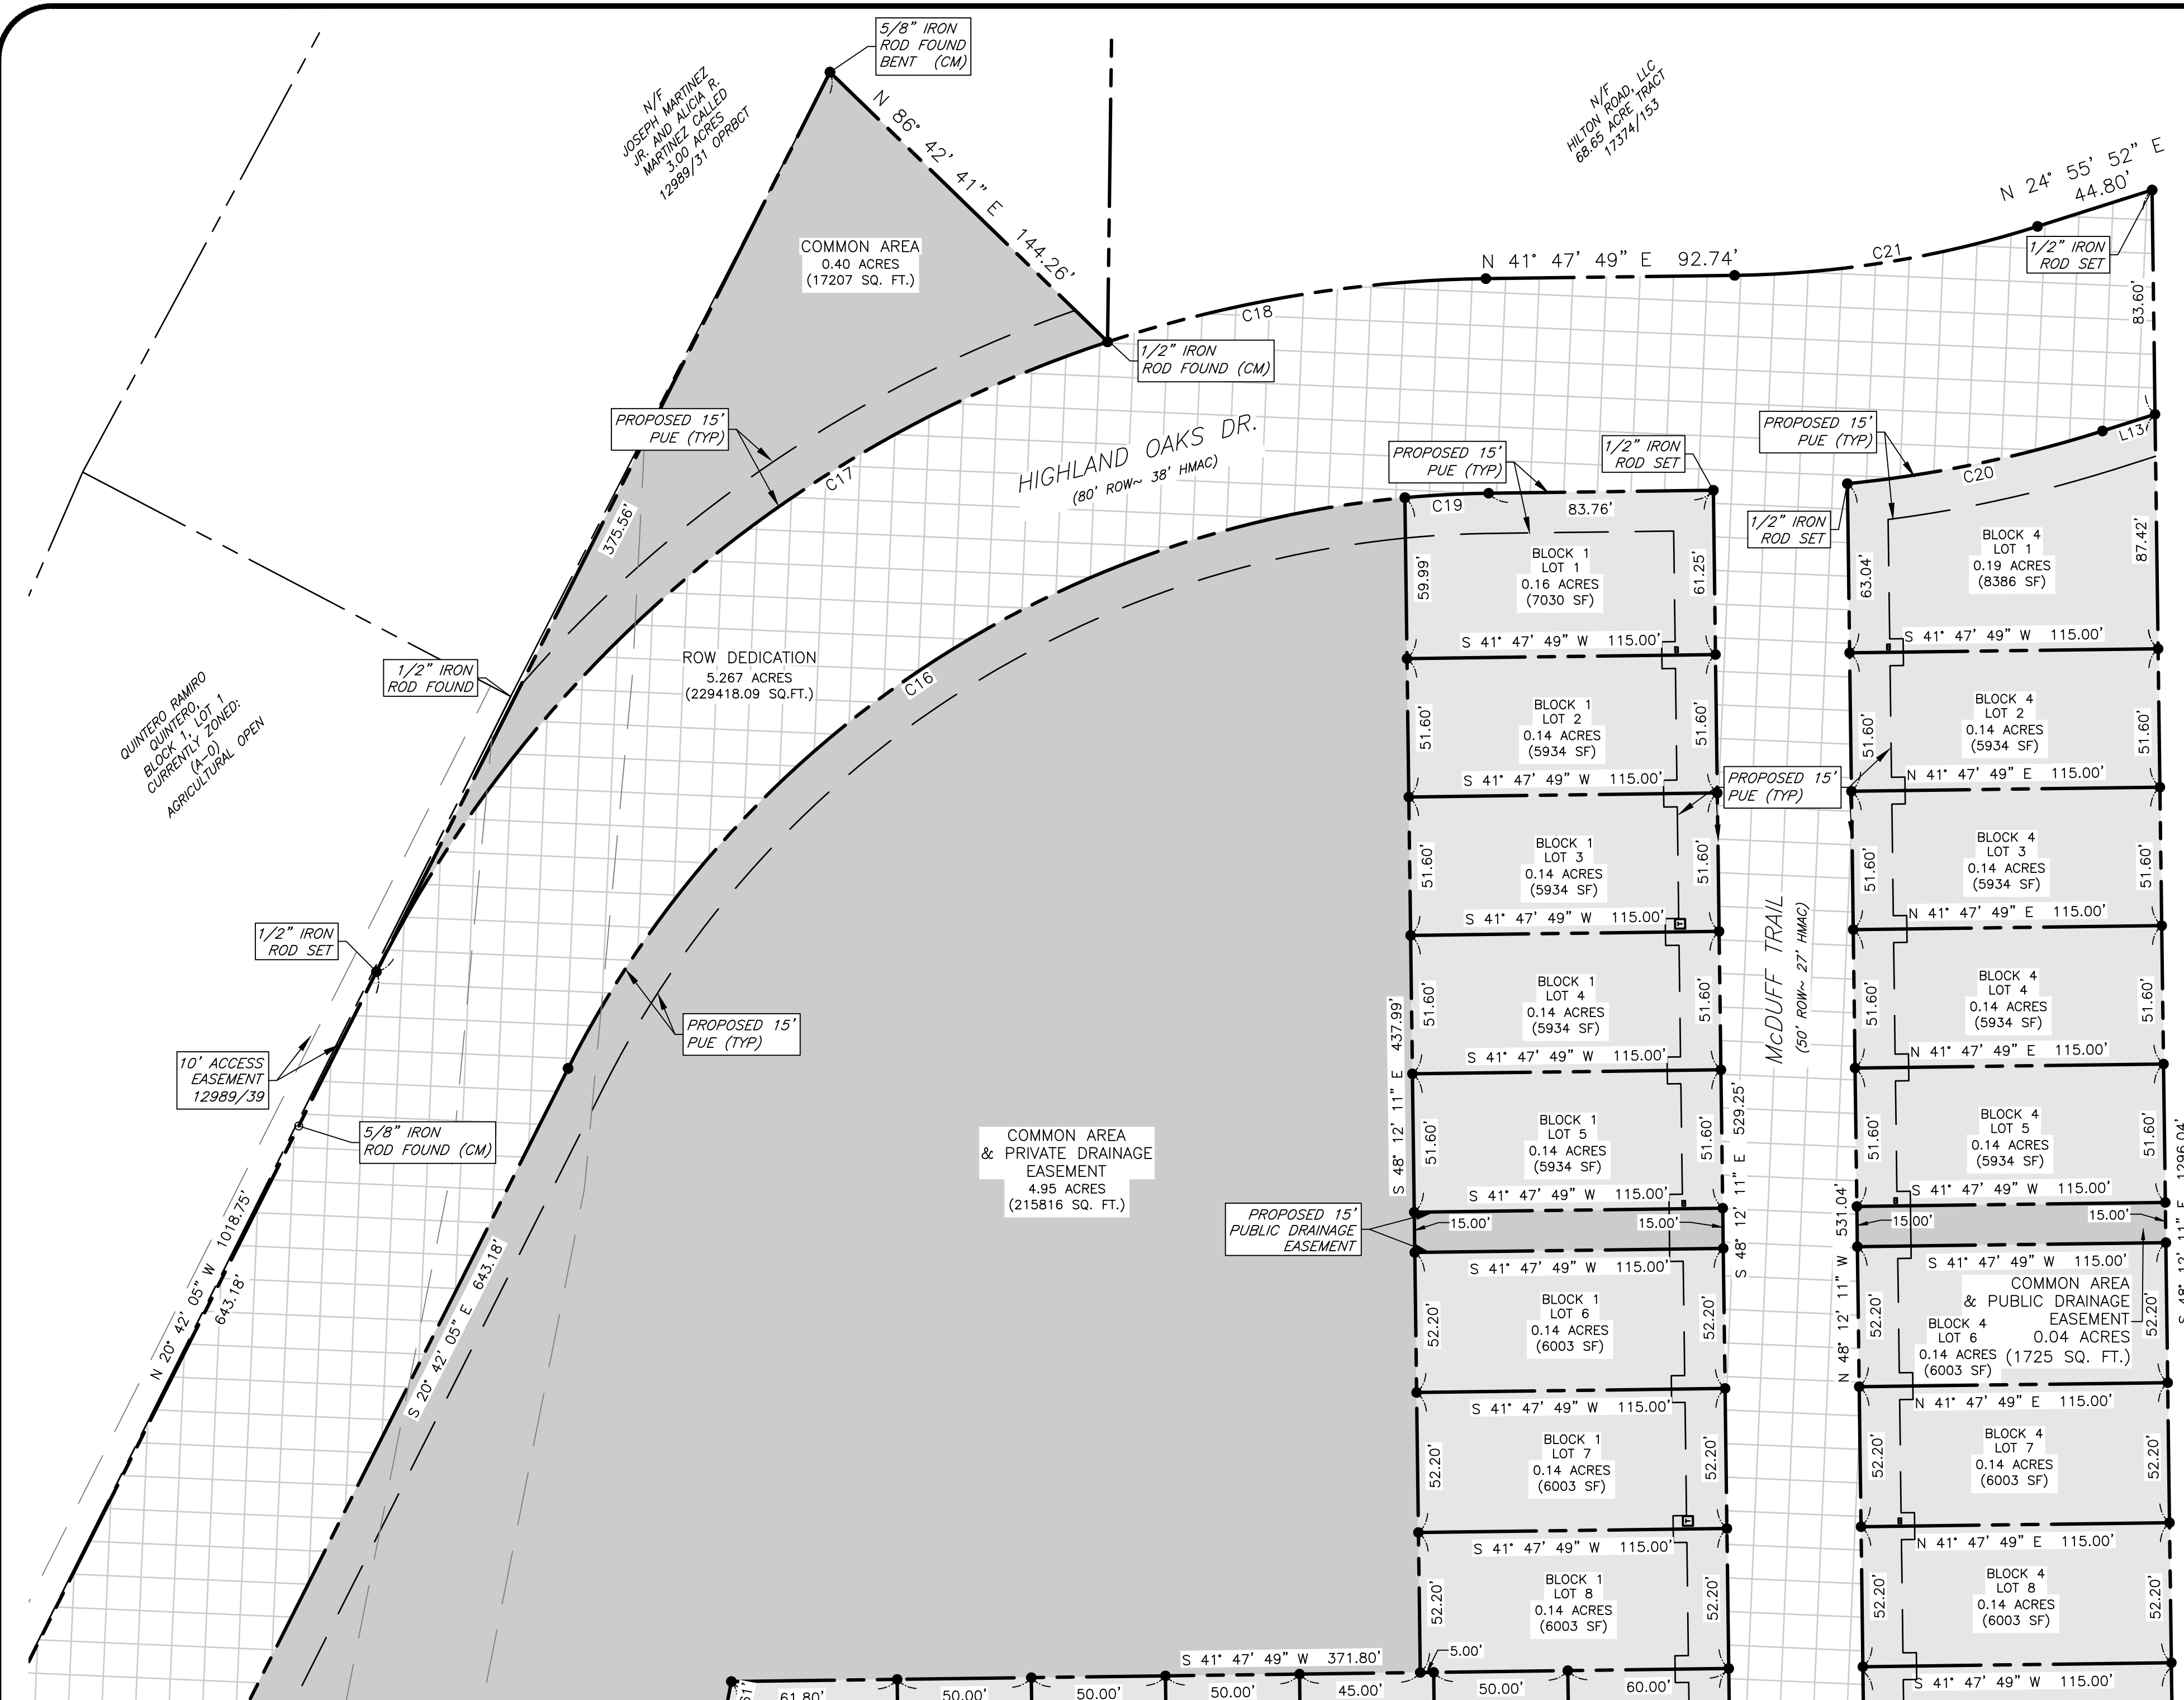 5/8" IRON
ROD FOUND
BENT (CM)
N/F
JOSEPH MARTINEZ
JR. AND ALICIA R.
MARTINEZ CALLED
3.00 ACRES
12989/31 OPRBCT
N 86° 42' 41" E 144.26'
N/F
HILTON ROAD, LLC
68.65 ACRE TRACT
17374/153
N 24° 55' 52" E
44.80'
COMMON AREA
0.40 ACRES
(17207 SQ. FT.)
N 41° 47' 49" E 92.74'
C21
1/2" IRON
ROD SET
83.60'
C18
1/2" IRON
ROD FOUND (CM)
PROPOSED 15'
PUE (TYP)
C17
HIGHLAND OAKS DR.
(80' ROW~ 38' HMAC)
PROPOSED 15'
PUE (TYP)
1/2" IRON
ROD SET
PROPOSED 15'
PUE (TYP)
L13
C20
C19
83.76'
1/2" IRON
ROD SET
375.56'
BLOCK 1
LOT 1
0.16 ACRES
(7030 SF)
59.99'
61.25'
63.04'
BLOCK 4
LOT 1
0.19 ACRES
(8386 SF)
87.42'
S 41° 47' 49" W 115.00'
S 41° 47' 49" W 115.00'
1/2" IRON
ROD FOUND
ROW DEDICATION
5.267 ACRES
(229418.09 SQ.FT.)
C16
QUINTERO RAMIRO
QUINTERO,
BLOCK 1, LOT 1
CURRENTLY ZONED:
(A-O)
AGRICULTURAL OPEN
51.60'
BLOCK 1
LOT 2
0.14 ACRES
(5934 SF)
51.60'
51.60'
BLOCK 4
LOT 2
0.14 ACRES
(5934 SF)
51.60'
S 41° 47' 49" W 115.00'
PROPOSED 15'
PUE (TYP)
N 41° 47' 49" E 115.00'
51.60'
BLOCK 1
LOT 3
0.14 ACRES
(5934 SF)
51.60'
51.60'
BLOCK 4
LOT 3
0.14 ACRES
(5934 SF)
51.60'
S 41° 47' 49" W 115.00'
T
N 41° 47' 49" E 115.00'
McDUFF TRAIL
(50' ROW~ 27' HMAC)
1/2" IRON
ROD SET
51.60'
BLOCK 1
LOT 4
0.14 ACRES
(5934 SF)
51.60'
51.60'
BLOCK 4
LOT 4
0.14 ACRES
(5934 SF)
51.60'
PROPOSED 15'
PUE (TYP)
S 41° 47' 49" W 115.00'
N 41° 47' 49" E 115.00'
10' ACCESS
EASEMENT
12989/39
5/8" IRON
ROD FOUND (CM)
COMMON AREA
& PRIVATE DRAINAGE
EASEMENT
4.95 ACRES
(215816 SQ. FT.)
S 48° 12' 11" E 437.99'
51.60'
BLOCK 1
LOT 5
0.14 ACRES
(5934 SF)
51.60'
S 48° 12' 11" E 529.25'
51.60'
BLOCK 4
LOT 5
0.14 ACRES
(5934 SF)
51.60'
S 48° 12' 11" E 1296.04'
S 41° 47' 49" W 115.00'
S 41° 47' 49" W 115.00'
PROPOSED 15'
PUBLIC DRAINAGE
EASEMENT
15.00'
15.00'
15.00'
15.00'
N 48° 12' 11" W 531.04'
S 41° 47' 49" W 115.00'
S 41° 47' 49" W 115.00'
N 20° 42' 05" W 1018.75'
643.18'
S 20° 42' 05" E 643.18'
52.20'
BLOCK 1
LOT 6
0.14 ACRES
(6003 SF)
52.20'
52.20'
COMMON AREA
& PUBLIC DRAINAGE
EASEMENT
0.04 ACRES
(1725 SQ. FT.)
BLOCK 4
LOT 6
0.14 ACRES
(6003 SF)
52.20'
S 41° 47' 49" W 115.00'
N 41° 47' 49" E 115.00'
52.20'
BLOCK 1
LOT 7
0.14 ACRES
(6003 SF)
52.20'
52.20'
BLOCK 4
LOT 7
0.14 ACRES
(6003 SF)
52.20'
T
S 41° 47' 49" W 115.00'
N 41° 47' 49" E 115.00'
52.20'
BLOCK 1
LOT 8
0.14 ACRES
(6003 SF)
52.20'
52.20'
BLOCK 4
LOT 8
0.14 ACRES
(6003 SF)
52.20'
S 41° 47' 49" W 371.80'
5.00'
S 41° 47' 49" W 115.00'
61.80'
50.00'
50.00'
50.00'
45.00'
50.00'
60.00'